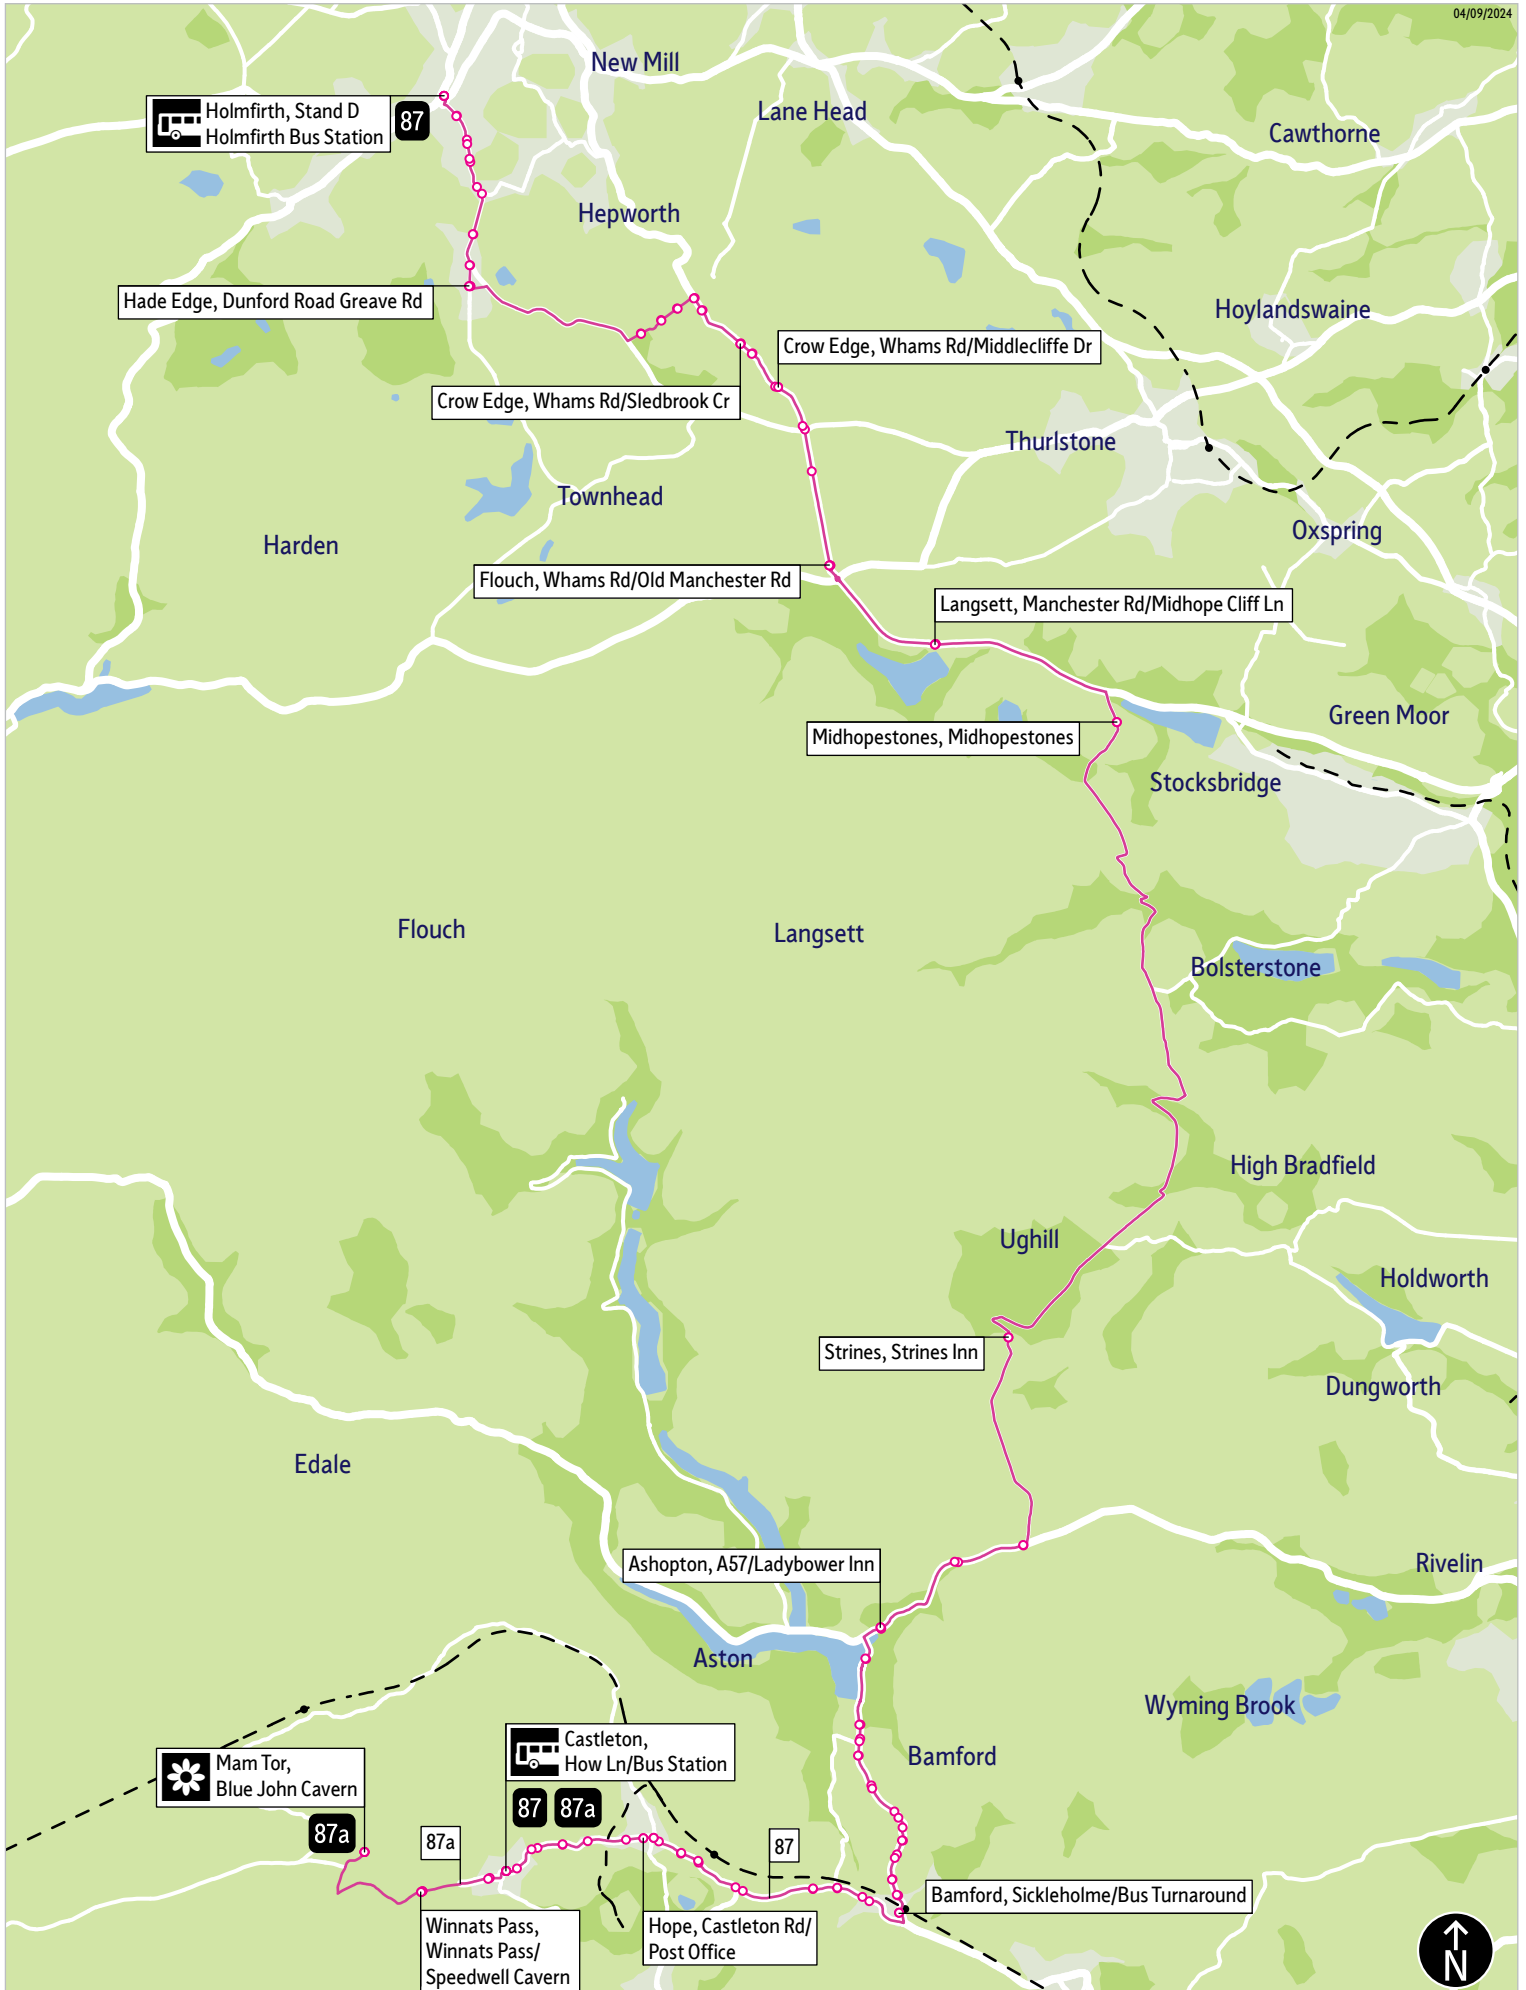 04/09/2024
New Mill
Lane Head
Cawthorne
Holmfirth, Stand D
Holmfirth Bus Station
87
Hepworth
Hade Edge, Dunford Road Greave Rd
Hoylandswaine
Crow Edge, Whams Rd/Middlecliffe Dr
Crow Edge, Whams Rd/Sledbrook Cr
Thurlstone
Townhead
Oxspring
Harden
Flouch, Whams Rd/Old Manchester Rd
Langsett, Manchester Rd/Midhope Cliff Ln
Green Moor
Midhopestones, Midhopestones
Stocksbridge
Flouch
Langsett
Bolsterstone
High Bradfield
Ughill
Holdworth
Strines, Strines Inn
Dungworth
Edale
Ashopton, A57/Ladybower Inn
Rivelin
Aston
Wyming Brook
Castleton,
How Ln/Bus Station
87 87a
Bamford
Mam Tor,
Blue John Cavern
87a
87a
87
Bamford, Sickleholme/Bus Turnaround
Winnats Pass,
Winnats Pass/
Speedwell Cavern
Hope, Castleton Rd/
Post Office
N